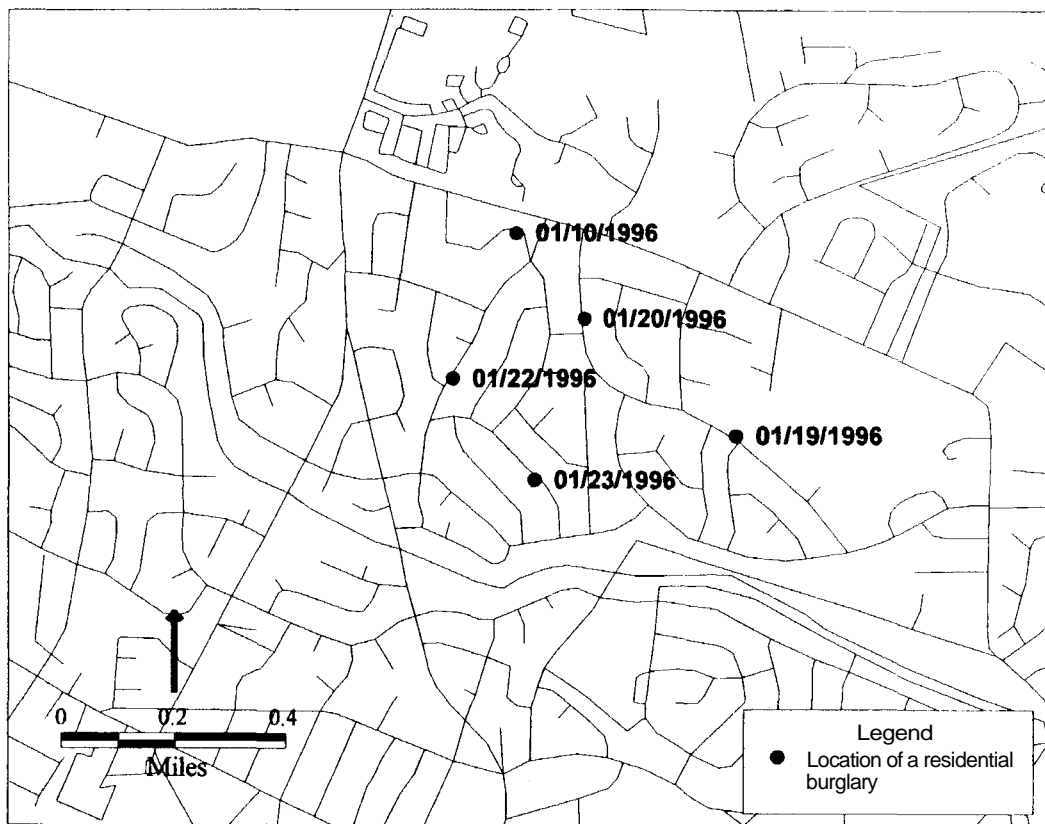 01/10/1996
01/20/1996
01/22/1996
01/19/1996
01/23/1996
0 0.2 0.4
Miles
Legend
Location of a residential
burglary